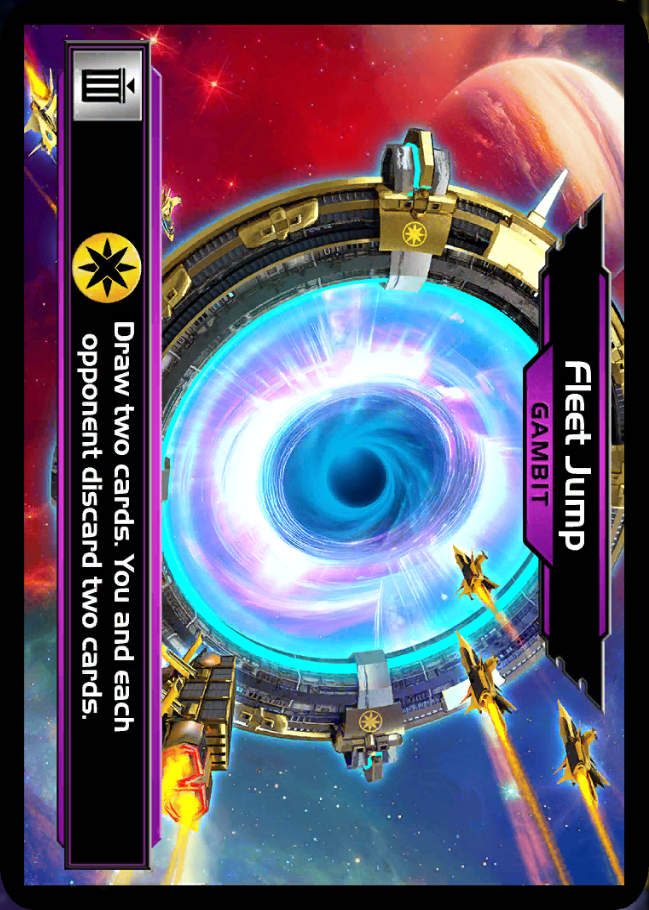 Fleet Jump
GAMBIT
Draw two cards. You and each
opponent discard two cards.